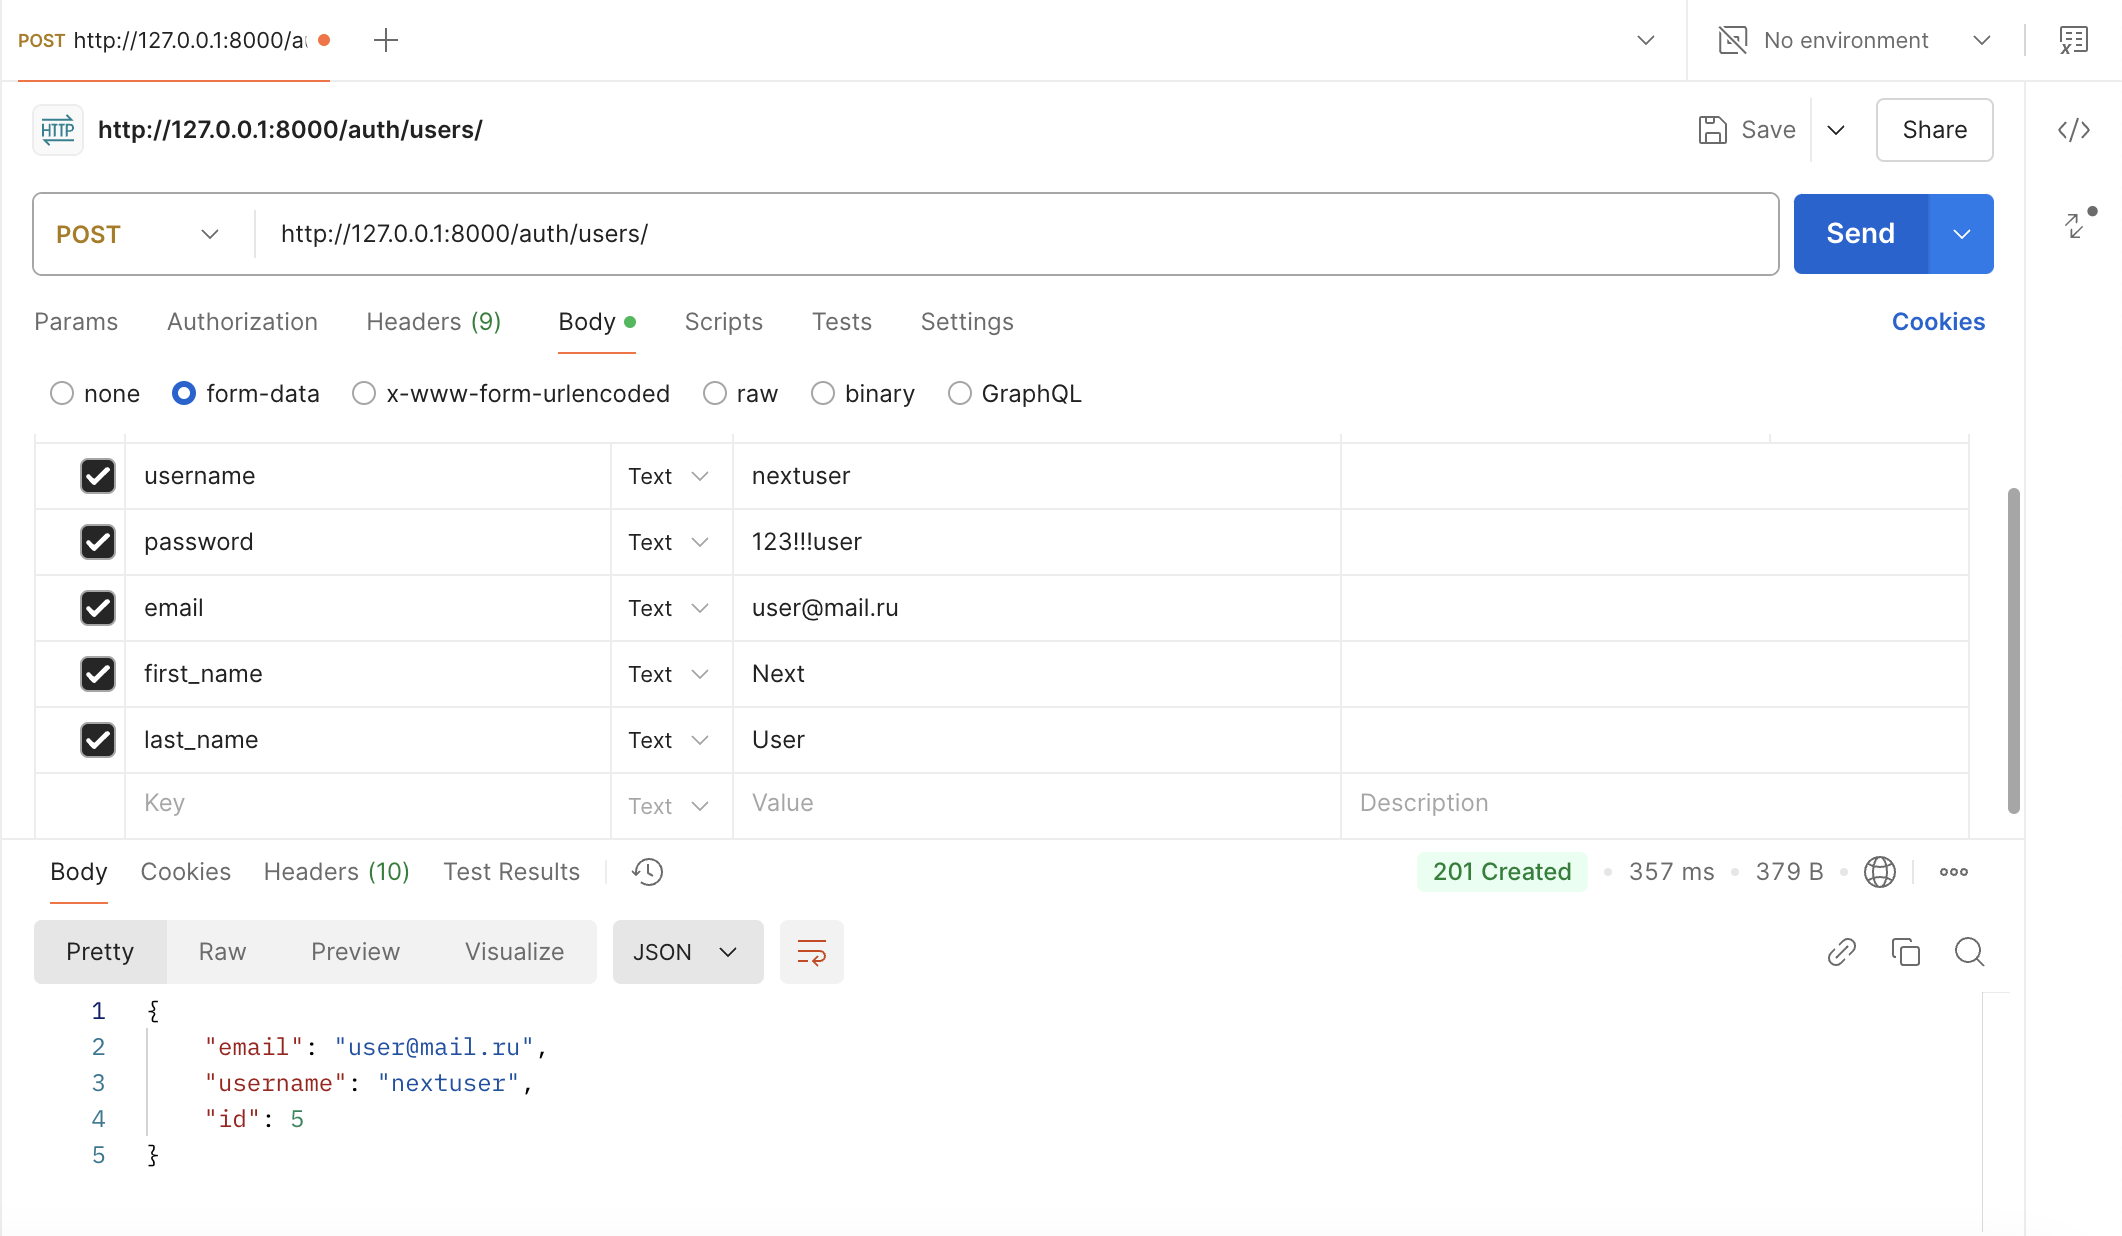 POST http://127.0.0.1:8000/a
No environment
HTTP http://127.0.0.1:8000/auth/users/
Save
Share
POST http://127.0.0.1:8000/auth/users/
Send
Params Authorization Headers (9) Body Scripts Tests Settings Cookies
none form-data x-www-form-urlencoded raw binary GraphQL
username Text nextuser
password Text 123!!!user
email Text user@mail.ru
first_name Text Next
last_name Text User
Key Text Value Description
Body Cookies Headers (10) Test Results 201 Created 357 ms 379 B
Pretty Raw Preview Visualize JSON
1 {
2 "email": "user@mail.ru",
3 "username": "nextuser",
4 "id": 5
5 }